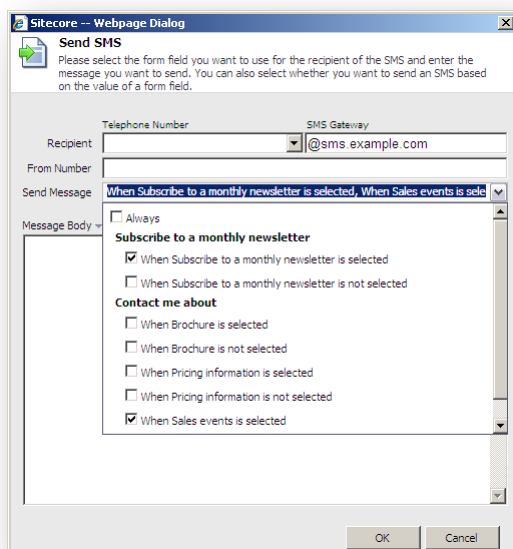 Sitecore -- Webpage Dialog
Send SMS
Please select the form field you want to use for the recipient of the SMS and enter the
message you want to send. You can also select whether you want to send an SMS based
on the value of a form field.
Telephone Number SMS Gateway
Recipient @sms.example.com
From Number
Send Message When Subscribe to a monthly newsletter is selected, When Sales events is sele
Message Body
Always
Subscribe to a monthly newsletter
When Subscribe to a monthly newsletter is selected
When Subscribe to a monthly newsletter is not selected
Contact me about
When Brochure is selected
When Brochure is not selected
When Pricing information is selected
When Pricing information is not selected
When Sales events is selected
OK Cancel